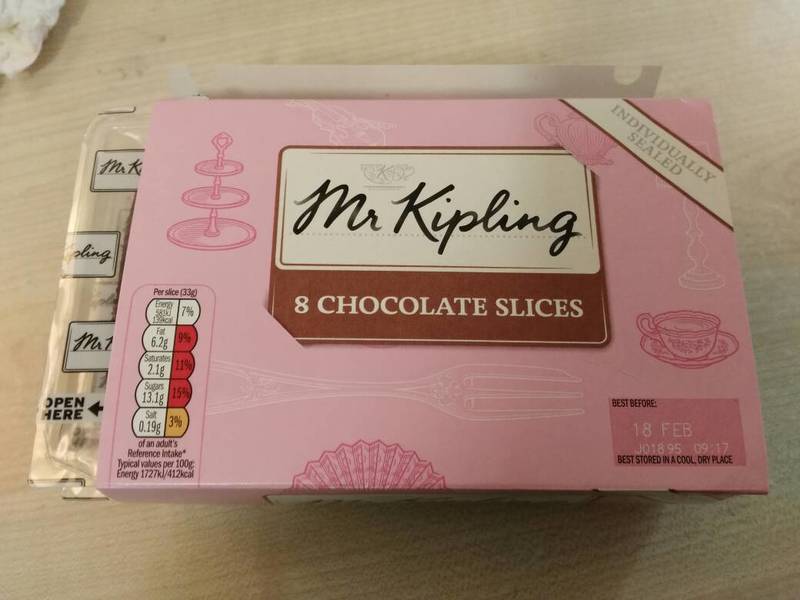 INDIVIDUALLY
SEALED
Mr Kipling
8 CHOCOLATE SLICES
Mr K
pling
Mr
OPEN
HERE
Per slice (33g)
Energy
581kJ
139kcal
7%
Fat
6.2g
9%
Saturates
2.1g
11%
Sugars
13.1g
15%
Salt
0.19g
3%
of an adult's
Reference Intake*
Typical values per 100g:
Energy 1727kJ/412kcal
BEST BEFORE:
18 FEB
J01895 09:17
BEST STORED IN A COOL, DRY PLACE